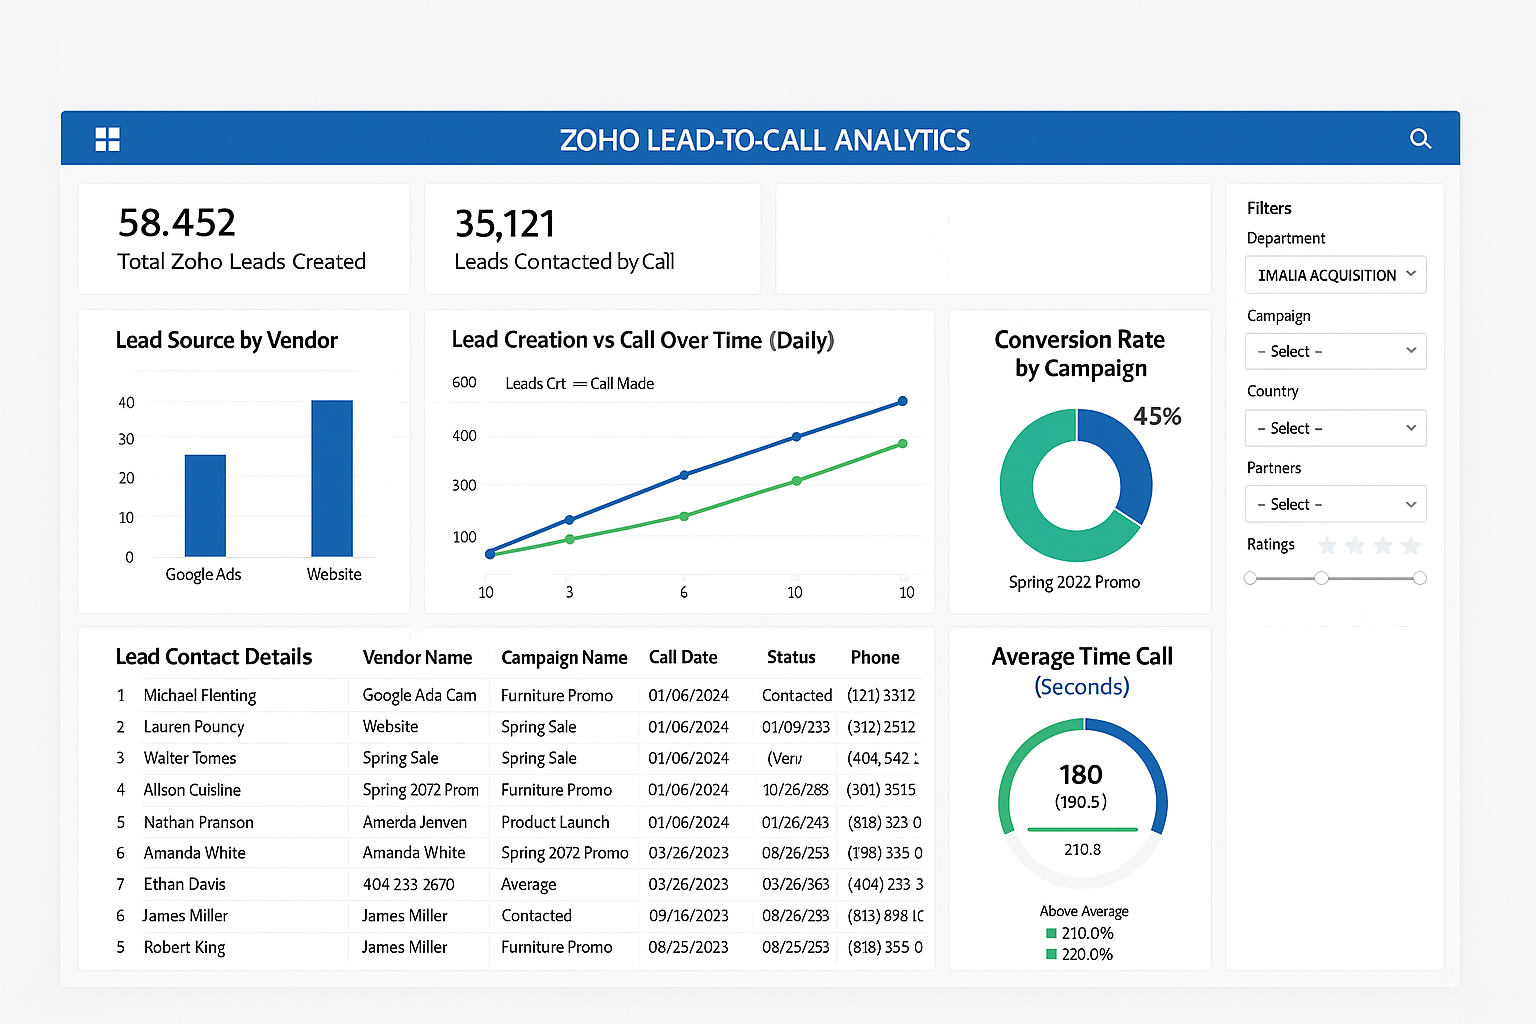 ZOHO LEAD-TO-CALL ANALYTICS
58.452
Total Zoho Leads Created
35,121
Leads Contacted by Call
Filters
Department
IMALIA ACQUISITION
Campaign
- Select -
Country
- Select -
Partners
- Select -
Ratings
Lead Source by Vendor
40
30
20
10
0
Google Ads Website
Lead Creation vs Call Over Time (Daily)
Leads Crt Call Made
600
400
300
100
10 3 6 10 10
Conversion Rate
by Campaign
45%
Spring 2022 Promo
Lead Contact Details Vendor Name Campaign Name Call Date Status Phone
1 Michael Flenting Google Ada Cam Furniture Promo 01/06/2024 Contacted (121) 3312
2 Lauren Pouncy Website Spring Sale 01/06/2024 01/09/233 (312) 2512
3 Walter Tomes Spring Sale Spring Sale 01/06/2024 (404, 542
4 Allson Cuisline Spring 2072 Prom Furniture Promo 01/06/2024 10/26/283 (301) 3515
5 Nathan Pranson Amerda Jenven Product Launch 01/06/2024 01/26/243 (818) 323 0
6 Amanda White Amanda White Spring 2072 Promo 03/26/2023 08/26/253 (198) 335 0
7 Ethan Davis 404 233 2670 Average 03/26/2023 03/26/363 (404) 233 3
6 James Miller James Miller Contacted 09/16/2023 08/26/233 (813) 898
5 Robert King James Miller Furniture Promo 08/25/2023 08/25/253 (818) 355 0
Average Time Call
(Seconds)
180
(190.5)
210.8
Above Average
210.0%
220.0%